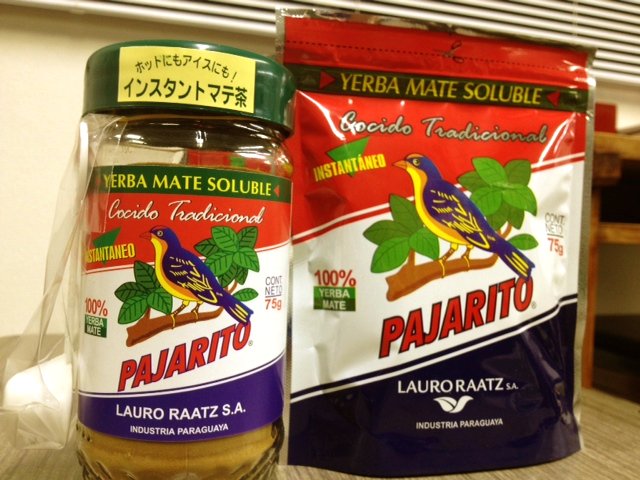 ホットにもアイスにも!
インスタントマテ茶
YERBA MATE SOLUBLE
Cocido Tradicional
INSTANTÁNEO
CONT.
NETO
75g
100%
YERBA
MATE
PAJARITO®
LAURO RAATZ S.A.
INDUSTRIA PARAGUAYA
YERBA MATE SOLUBLE
Cocido Tradicional
INSTANTÁNEO
CONT.
NETO
75g
100%
YERBA
MATE
PAJARITO®
LAURO RAATZ S.A.
INDUSTRIA PARAGUAYA